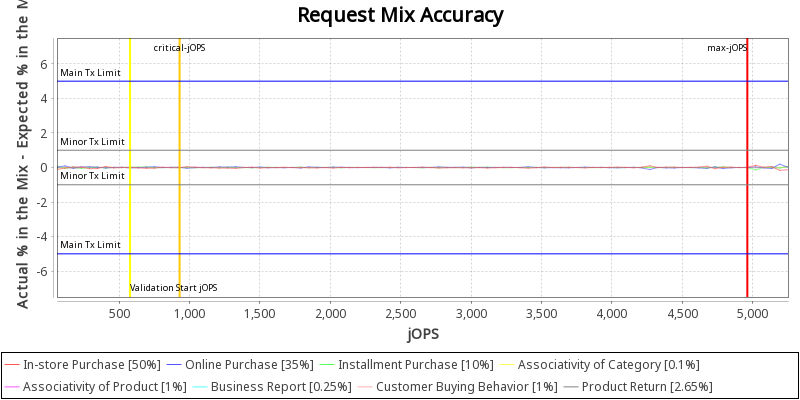 Request Mix Accuracy
Actual % in the Mix - Expected % in the M
critical-jOPS
max-jOPS
6
Main Tx Limit
4
2
Minor Tx Limit
0
Minor Tx Limit
-2
-4
Main Tx Limit
-6
Validation Start jOPS
500 1,000 1,500 2,000 2,500 3,000 3,500 4,000 4,500 5,000
jOPS
In-store Purchase [50%] Online Purchase [35%] Installment Purchase [10%] Associativity of Category [0.1%]
Associativity of Product [1%] Business Report [0.25%] Customer Buying Behavior [1%] Product Return [2.65%]